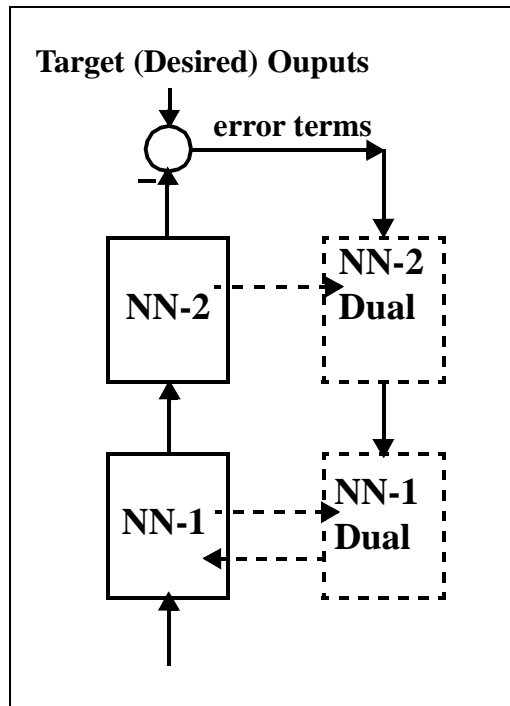 Target (Desired) Ouputs
error terms
−
NN-2
NN-2
Dual
NN-1
NN-1
Dual